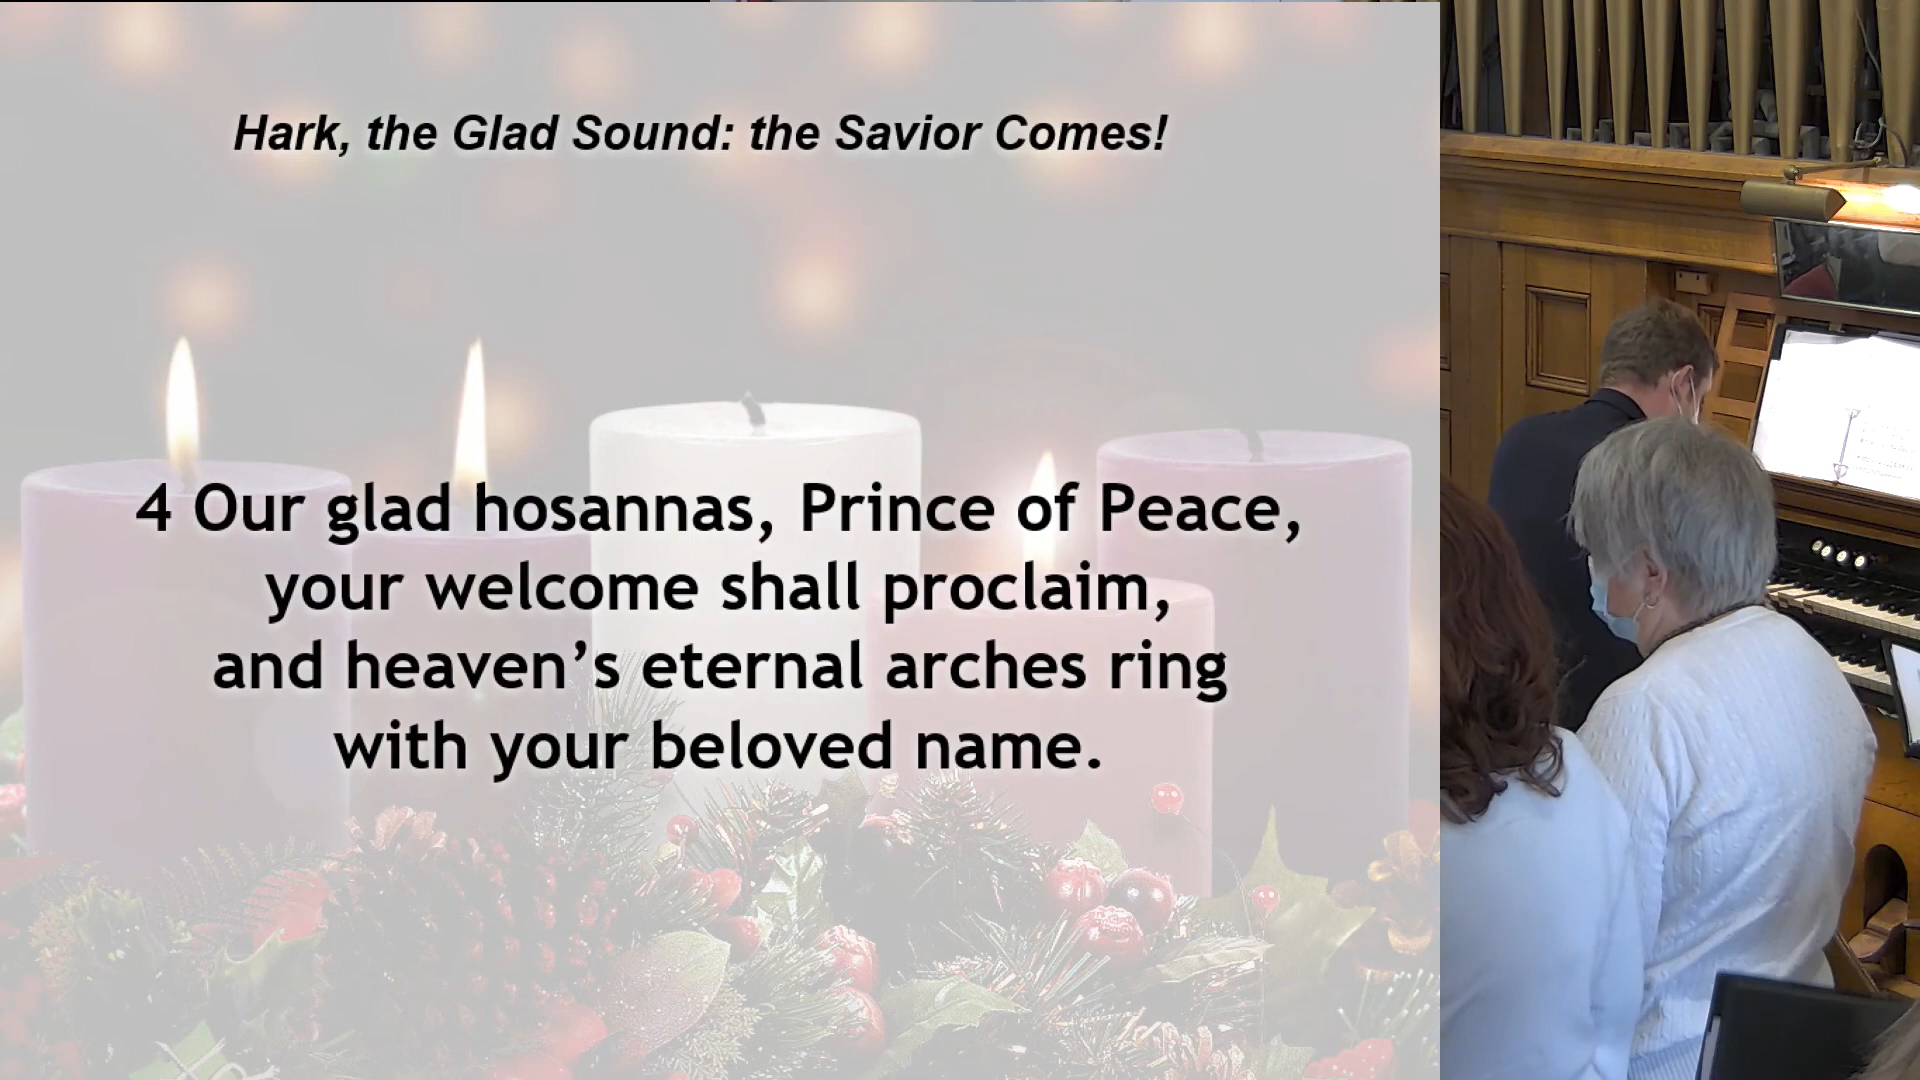 Hark, the Glad Sound: the Savior Comes!
4 Our glad hosannas, Prince of Peace,
your welcome shall proclaim,
and heaven’s eternal arches ring
with your beloved name.